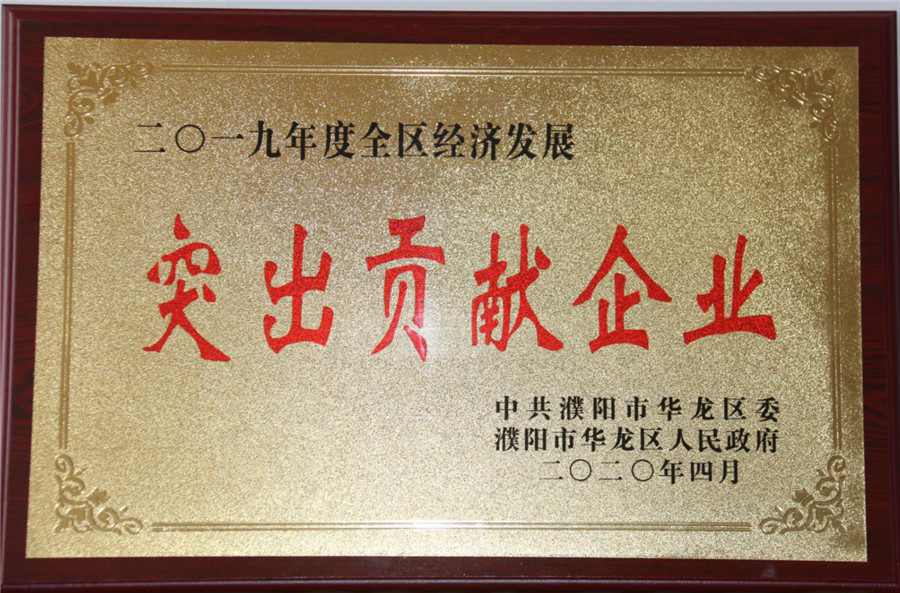 二〇一九年度全区经济发展
突出贡献企业
中共濮阳市华龙区委
濮阳市华龙区人民政府
二〇二〇年四月